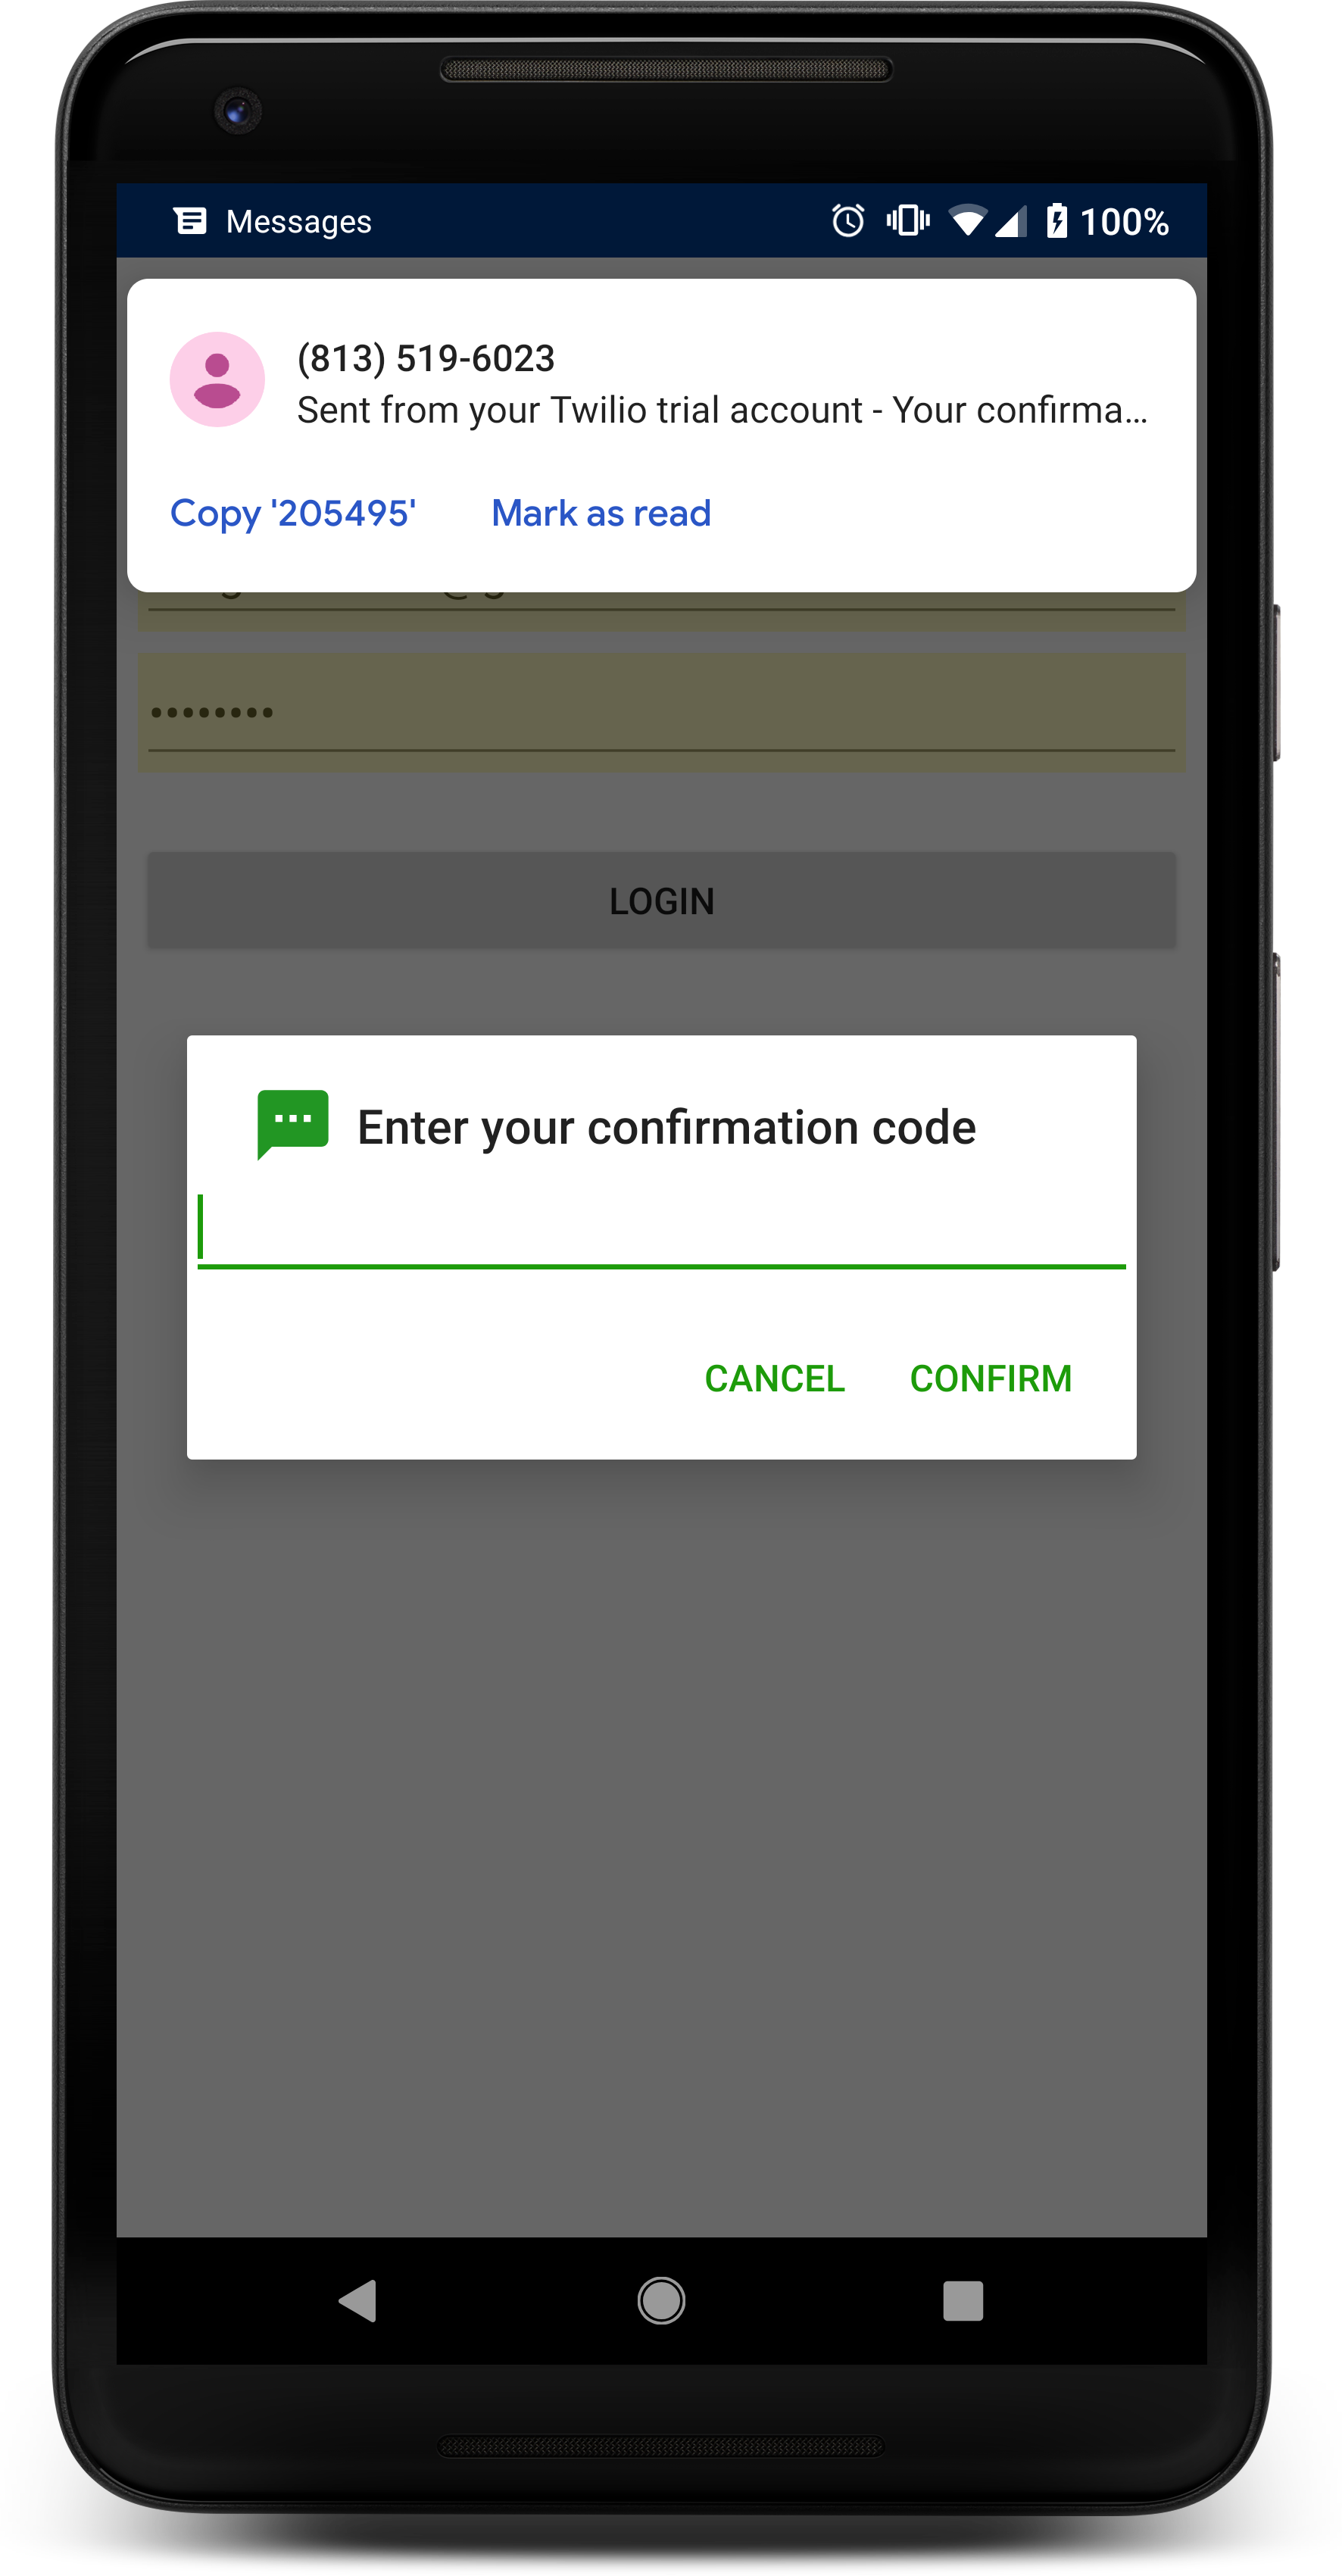 Messages 100%
(813) 519-6023
Sent from your Twilio trial account - Your confirma...
Copy '205495' Mark as read
••••••••
LOGIN
Enter your confirmation code
CANCEL CONFIRM